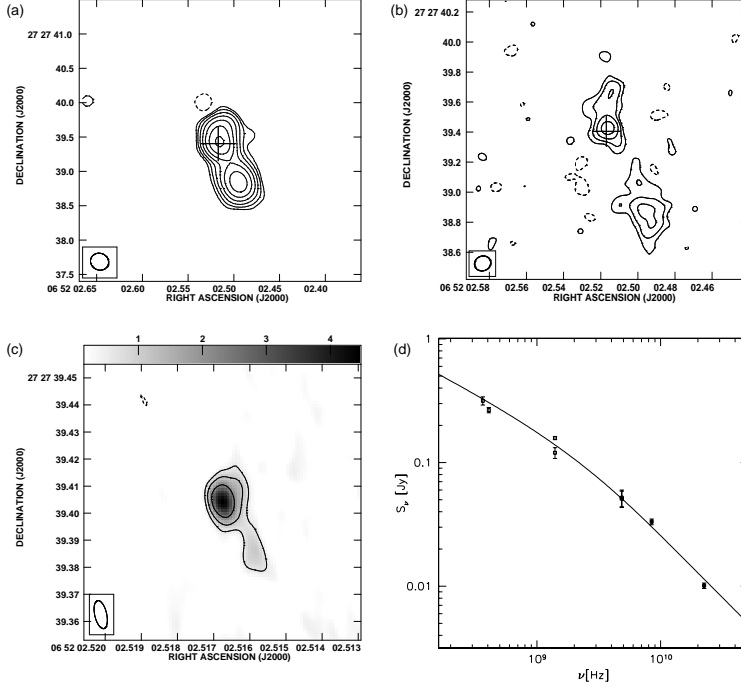 (a)
27 27 41.0
40.5
40.0
39.5
39.0
38.5
38.0
37.5
DECLINATION (J2000)
06 52 02.65 02.60 02.55 02.50 02.45 02.40
RIGHT ASCENSION (J2000)
(b)
27 27 40.2
40.0
39.8
39.6
39.4
39.2
39.0
38.8
38.6
DECLINATION (J2000)
06 52 02.58 02.56 02.54 02.52 02.50 02.48 02.46
RIGHT ASCENSION (J2000)
(c)
1 2 3 4
27 27 39.45
39.44
39.43
39.42
39.41
39.40
39.39
39.38
39.37
39.36
DECLINATION (J2000)
06 52 02.520 02.519 02.518 02.517 02.516 02.515 02.514 02.513
RIGHT ASCENSION (J2000)
(d)
1
0.1
0.01
Sν [Jy]
10⁹ 10¹⁰
ν[Hz]